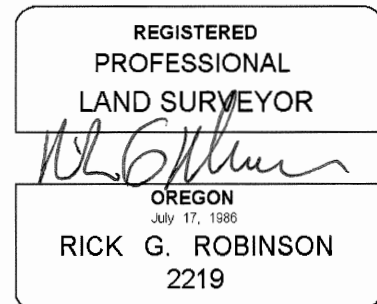 REGISTERED
PROFESSIONAL
LAND SURVEYOR
OREGON
July 17, 1986
RICK G. ROBINSON
2219